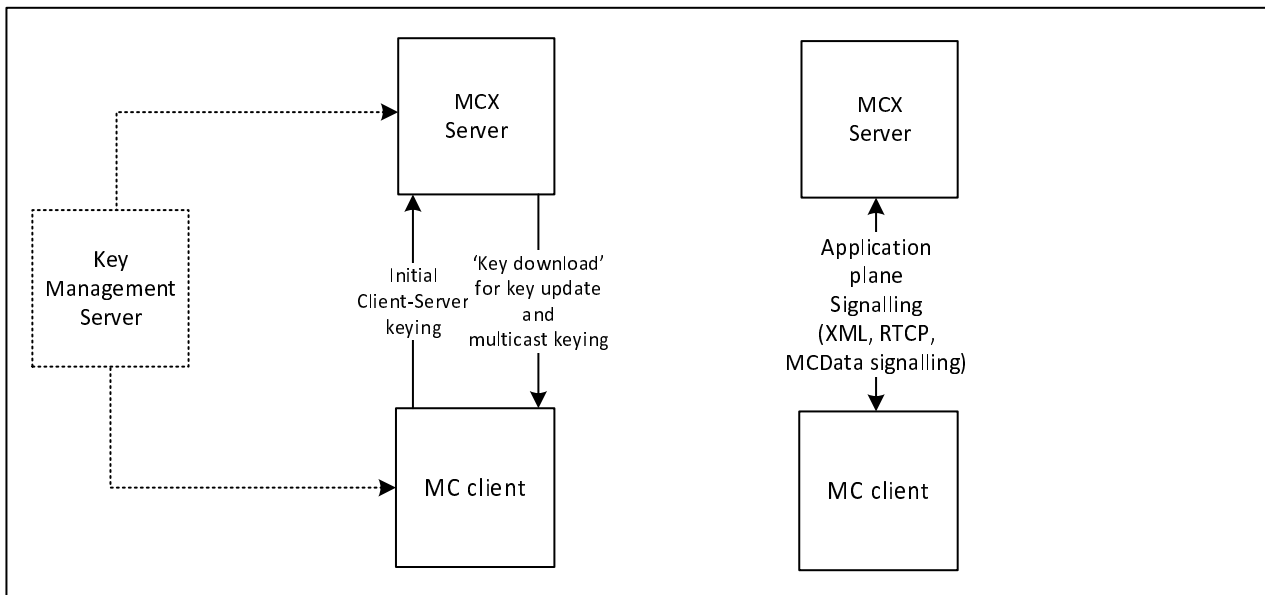 MCX
Server
MCX
Server
Key
Management
Server
Initial
Client-Server
keying
‘Key download’
for key update
and
multicast keying
Application
plane
Signalling
(XML, RTCP,
MCData signalling)
MC client
MC client